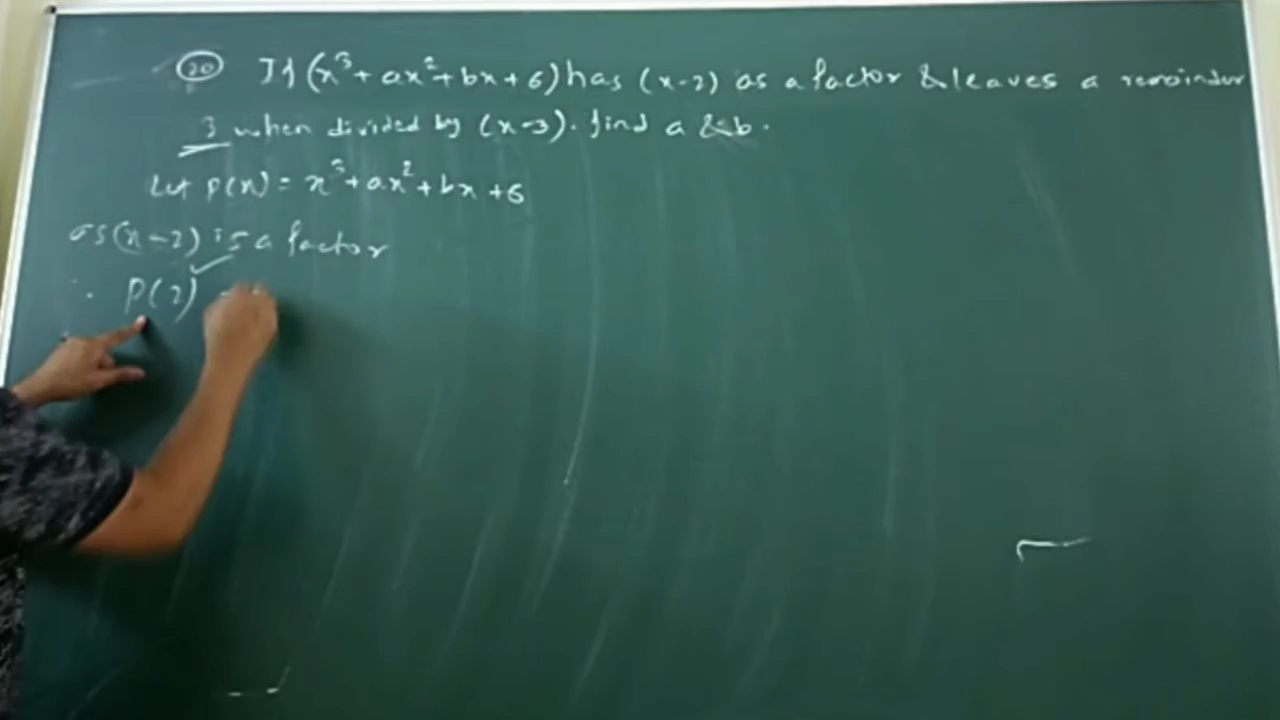 20 If (x³+ax²+bx+6) has (x-2) as a factor & leaves a remainder
3 when divided by (x-3). find a & b.
Let p(x) = x³+ax²+bx+6
as (x-2) is a factor
∴ P(2)